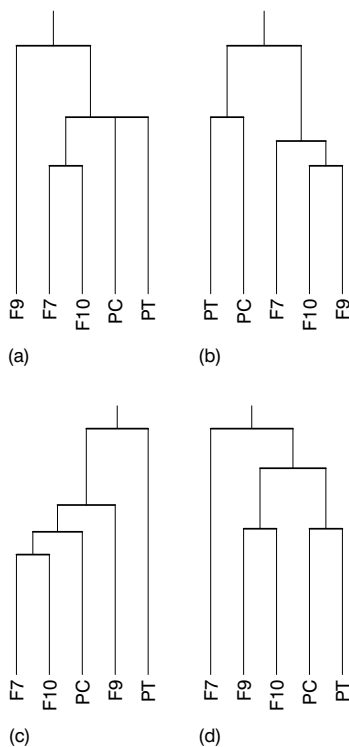 F9 F7 F10 PC PT
(a)
PT PC F7 F10 F9
(b)
F7 F10 PC F9 PT
(c)
F7 F9 F10 PC PT
(d)